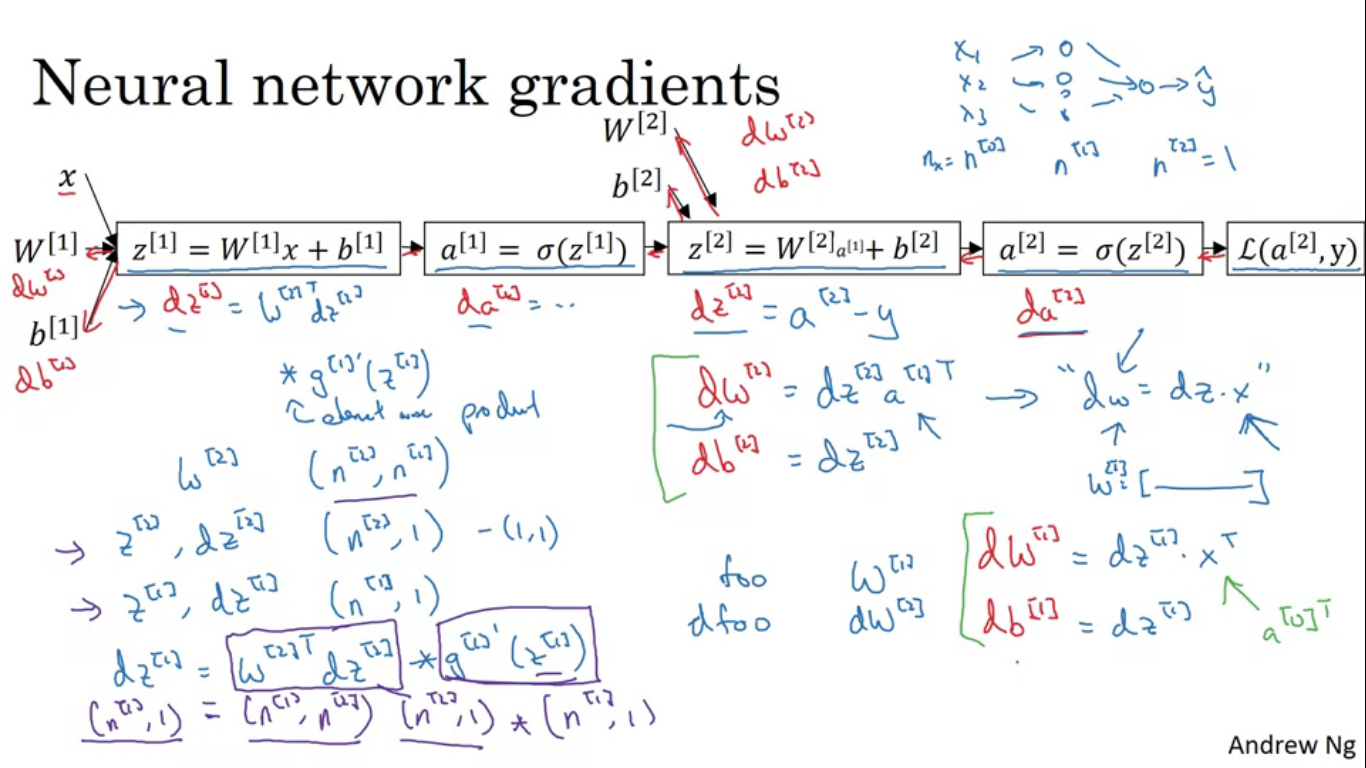 Neural network gradients
x₁
x₂
x₃
ŷ
nₓ = n^[0] n^[1] n^[2] = 1
W^[2] dW^[2]
b^[2] db^[2]
x
W^[1]
dW^[1]
b^[1]
db^[1]
z^[1] = W^[1]x + b^[1]
a^[1] = σ(z^[1])
z^[2] = W^[2]a^[1] + b^[2]
a^[2] = σ(z^[2])
ℒ(a^[2],y)
→ dz^[1] = W^[2]T dz^[2]
* g^[1]'(z^[1])
product
da^[1] = ..
dz^[2] = a^[2] - y
da^[2]
dW^[2] = dz^[2] a^[1]T → "dw = dz·x"
db^[2] = dz^[2]
W^[2] (n^[2], n^[1])
→ z^[2], dz^[2] (n^[2], 1) - (1,1)
→ z^[1], dz^[1] (n^[1], 1)
dz^[1] = W^[2]T dz^[2] * g^[1]'(z^[1])
(n^[1], 1) = (n^[1], n^[2]) (n^[2], 1) * (n^[1], 1)
foo W^[1]
dfoo dW^[2]
dW^[1] = dz^[1]·x^T
db^[1] = dz^[1]
a^[0]T
Andrew Ng